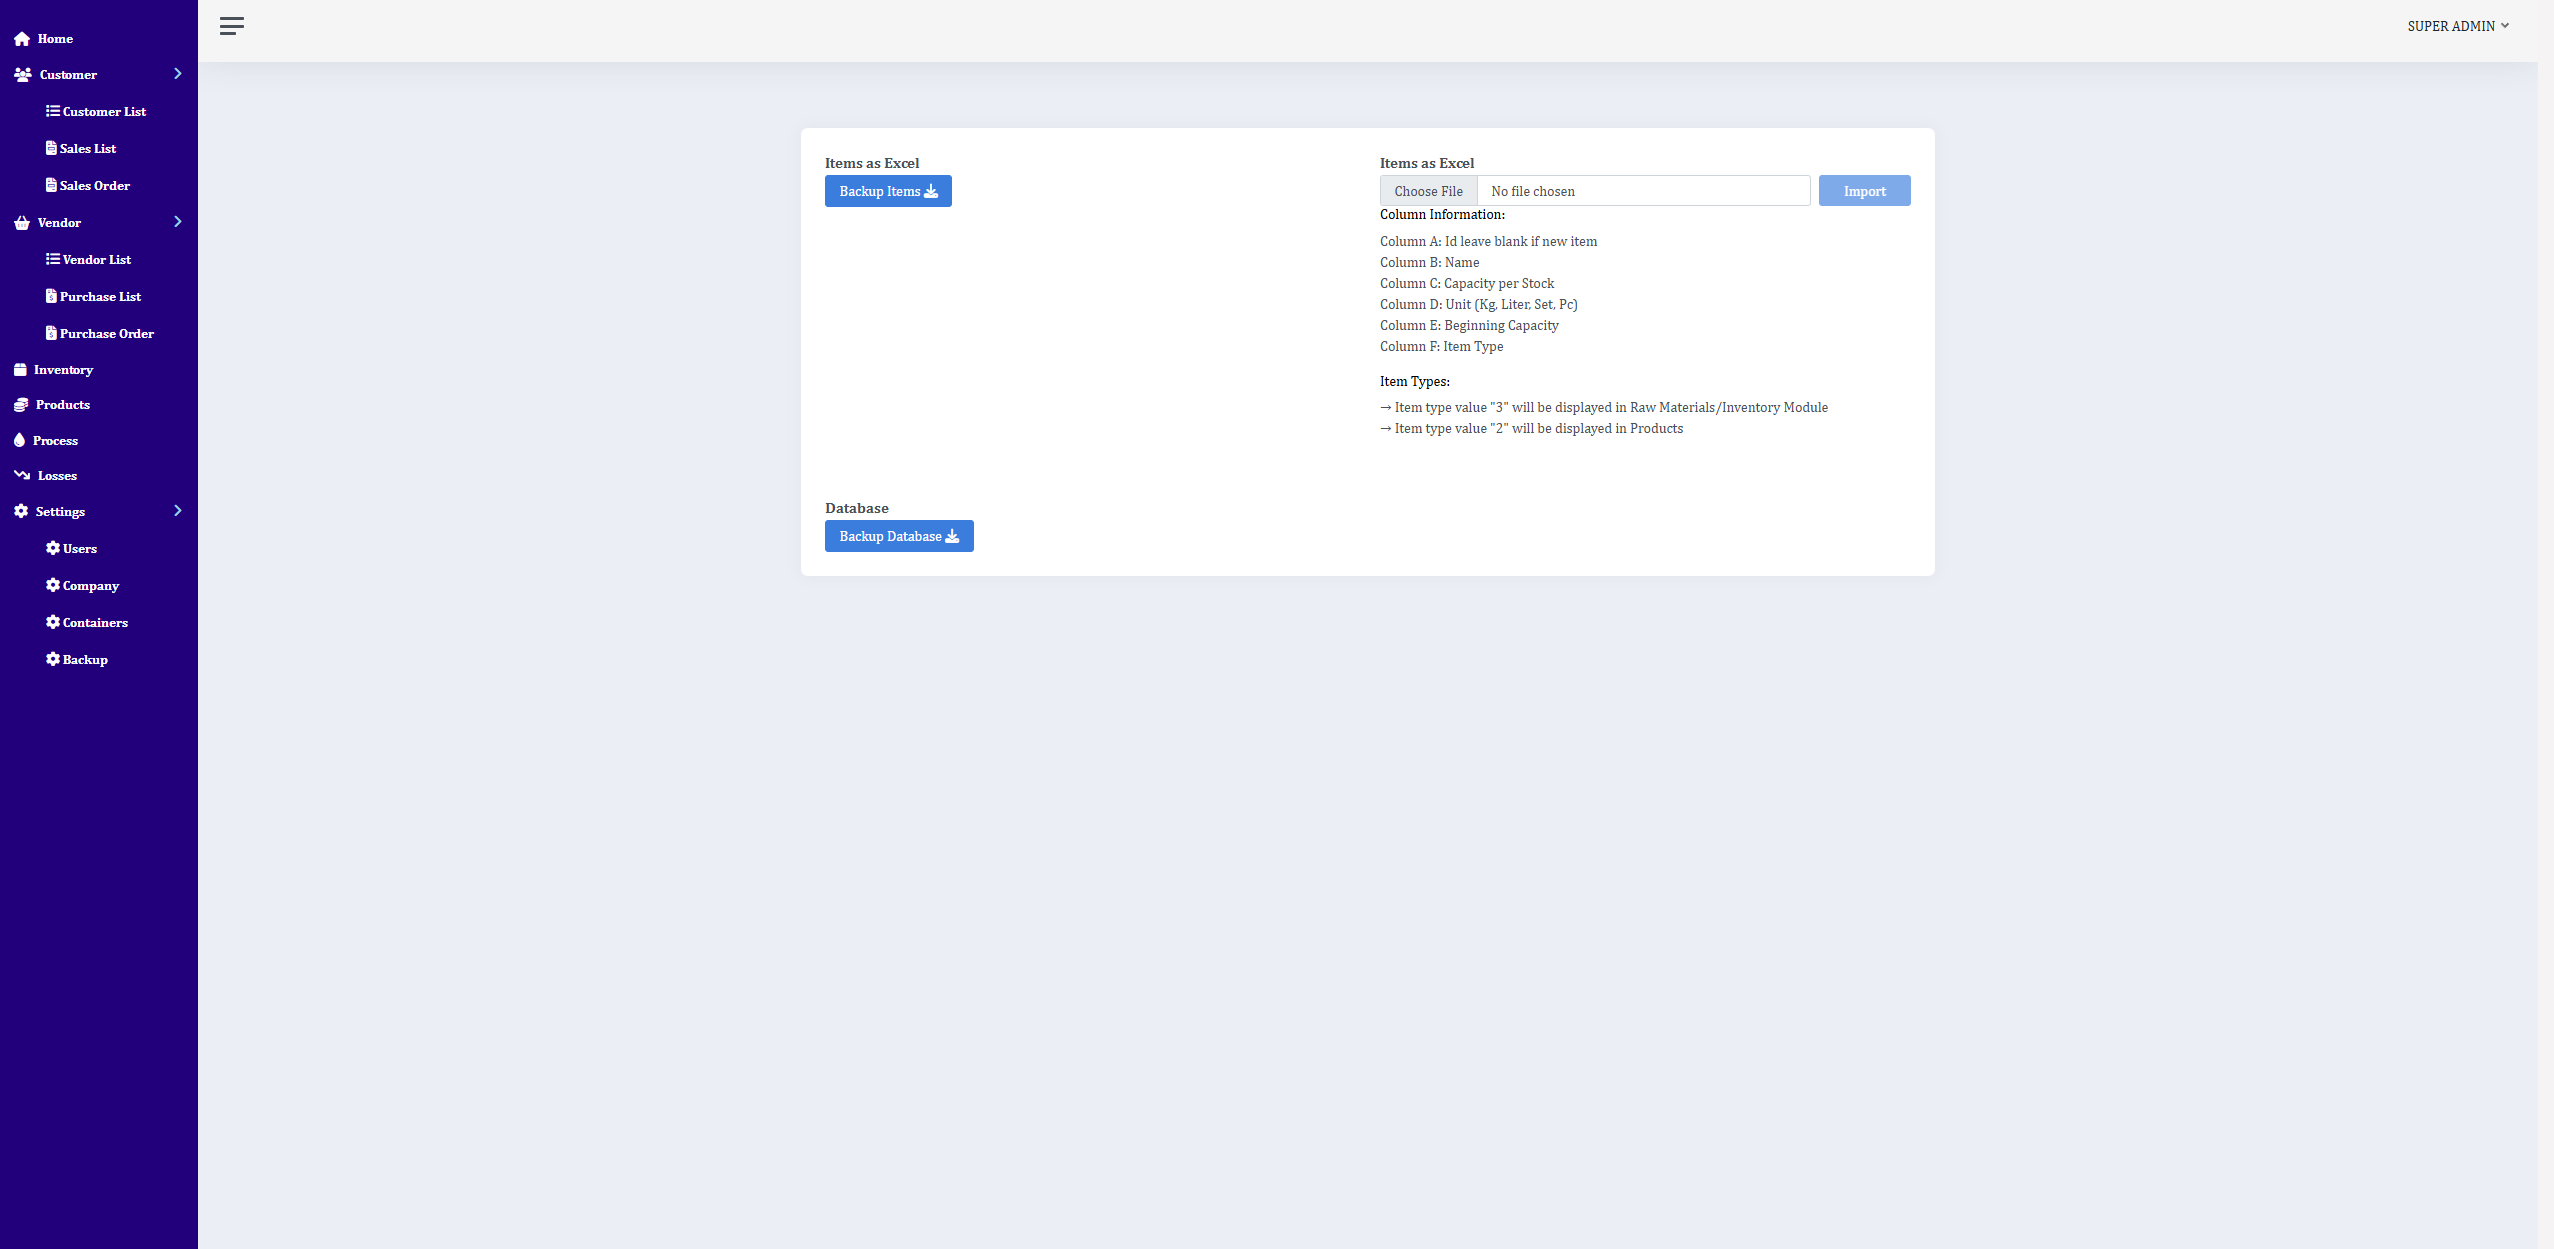 Home
Customer
Customer List
Sales List
Sales Order
Vendor
Vendor List
Purchase List
Purchase Order
Inventory
Products
Process
Losses
Settings
Users
Company
Containers
Backup
SUPER ADMIN
Items as Excel
Backup Items
Items as Excel
Choose File No file chosen Import
Column Information:
Column A: Id leave blank if new item
Column B: Name
Column C: Capacity per Stock
Column D: Unit (Kg, Liter, Set, Pc)
Column E: Beginning Capacity
Column F: Item Type
Item Types:
→ Item type value "3" will be displayed in Raw Materials/Inventory Module
→ Item type value "2" will be displayed in Products
Database
Backup Database